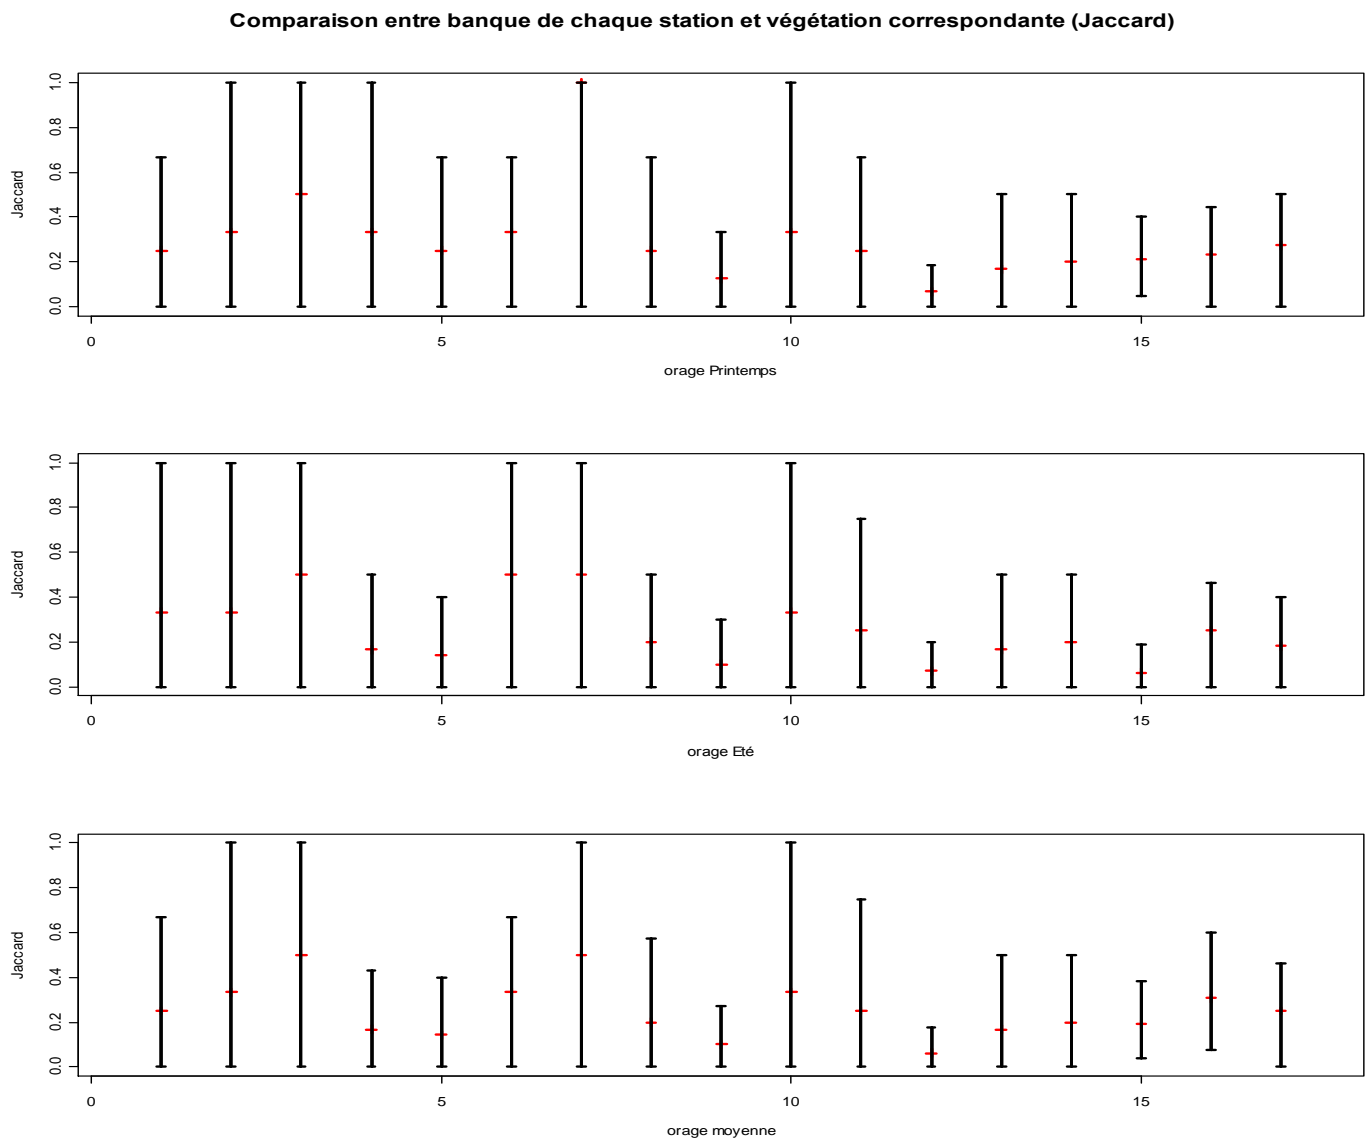 Comparaison entre banque de chaque station et végétation correspondante (Jaccard)
Jaccard
1.0
0.8
0.6
0.4
0.2
0.0
0 5 10 15
orage Printemps
Jaccard
1.0
0.8
0.6
0.4
0.2
0.0
0 5 10 15
orage Eté
Jaccard
1.0
0.8
0.6
0.4
0.2
0.0
0 5 10 15
orage moyenne